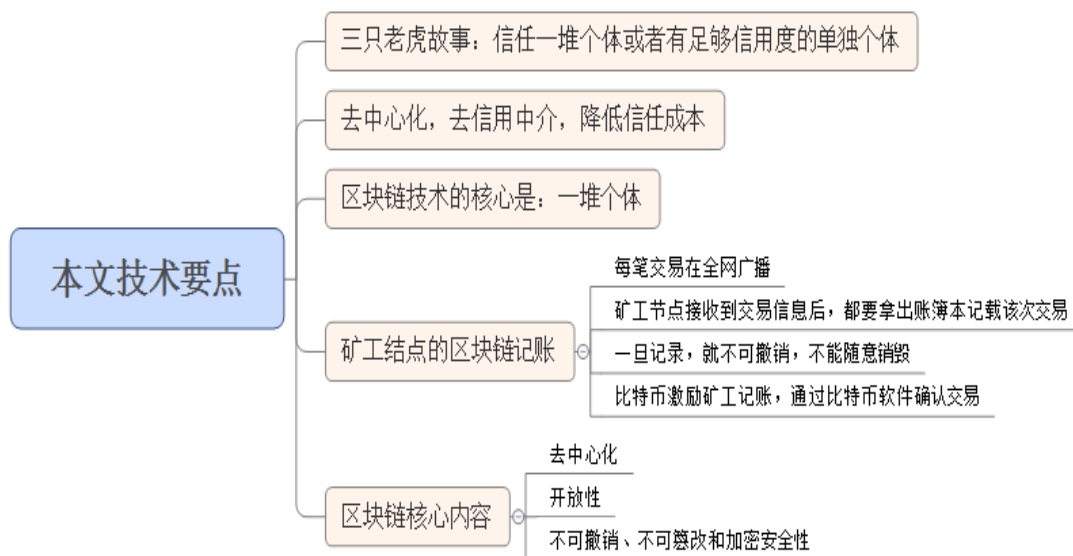 三只老虎故事：信任一堆个体或者有足够信用度的单独个体
去中心化，去信用中介，降低信任成本
区块链技术的核心是：一堆个体
本文技术要点
矿工结点的区块链记账
每笔交易在全网广播
矿工节点接收到交易信息后，都要拿出账簿本记载该次交易
一旦记录，就不可撤销，不能随意销毁
比特币激励矿工记账，通过比特币软件确认交易
区块链核心内容
去中心化
开放性
不可撤销、不可篡改和加密安全性